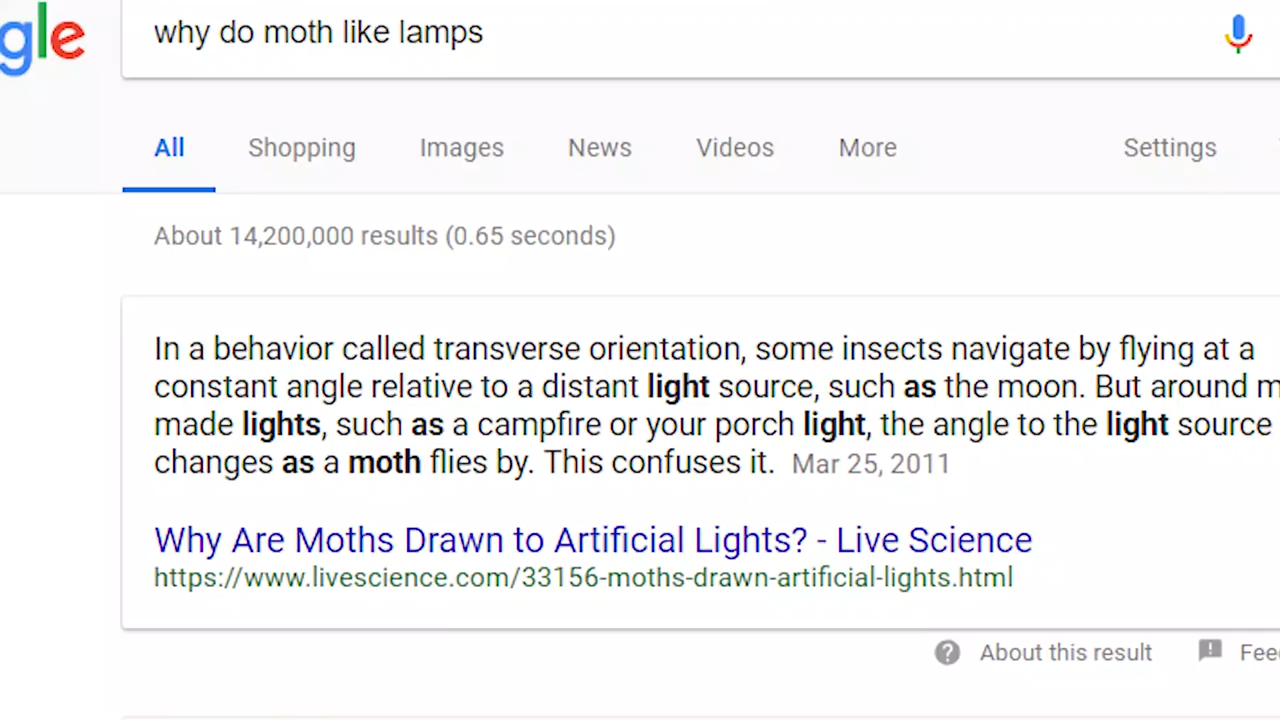 gle
why do moth like lamps
All Shopping Images News Videos More Settings
About 14,200,000 results (0.65 seconds)
In a behavior called transverse orientation, some insects navigate by flying at a
constant angle relative to a distant light source, such as the moon. But around
made lights, such as a campfire or your porch light, the angle to the light source
changes as a moth flies by. This confuses it. Mar 25, 2011
Why Are Moths Drawn to Artificial Lights? - Live Science
https://www.livescience.com/33156-moths-drawn-artificial-lights.html
About this result